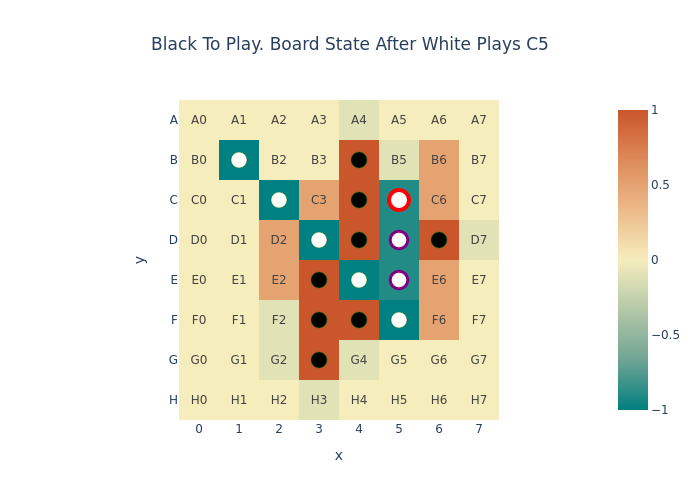 Black To Play. Board State After White Plays C5
A A0 A1 A2 A3 A4 A5 A6 A7
B B0 B2 B3 B5 B6 B7
C C0 C1 C3 C6 C7
D D0 D1 D2 D7
E E0 E1 E2 E6 E7
F F0 F1 F2 F6 F7
G G0 G1 G2 G4 G5 G6 G7
H H0 H1 H2 H3 H4 H5 H6 H7
0 1 2 3 4 5 6 7
x
y
1
0.5
0
−0.5
−1